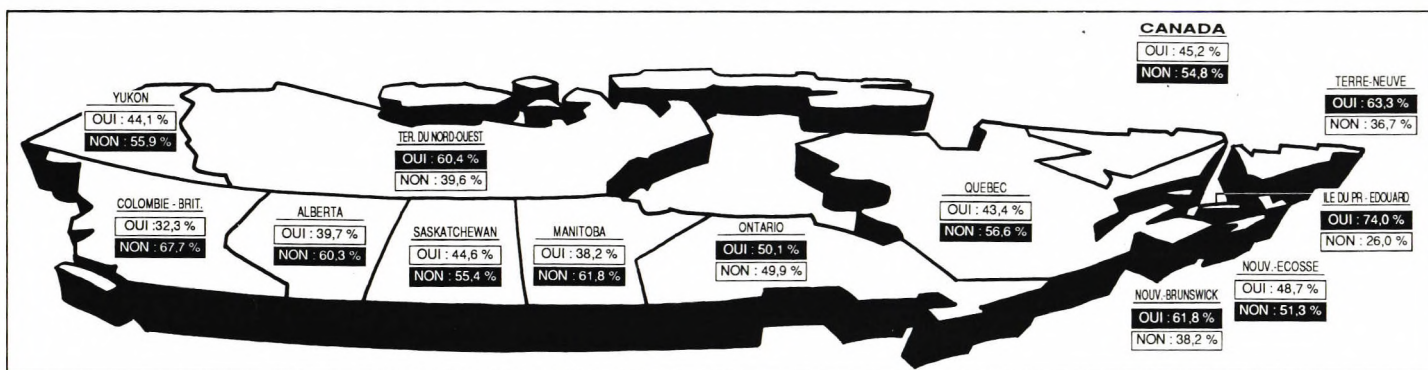 CANADA
OUI : 45,2 %
NON : 54,8 %
YUKON
OUI : 44,1 %
NON : 55,9 %
TER. DU NORD-OUEST
OUI : 60,4 %
NON : 39,6 %
TERRE-NEUVE
OUI : 63,3 %
NON : 36,7 %
COLOMBIE - BRIT.
OUI :32,3 %
NON : 67,7 %
ALBERTA
OUI : 39,7 %
NON : 60,3 %
SASKATCHEWAN
OUI : 44,6 %
NON : 55,4 %
MANITOBA
OUI : 38,2 %
NON : 61,8 %
ONTARIO
OUI : 50,1 %
NON : 49,9 %
QUEBEC
OUI : 43,4 %
NON : 56,6 %
ILE DU PR - EDOUARD
OUI : 74,0 %
NON : 26,0 %
NOUV.-BRUNSWICK
OUI : 61,8 %
NON : 38,2 %
NOUV.-ECOSSE
OUI : 48,7 %
NON : 51,3 %